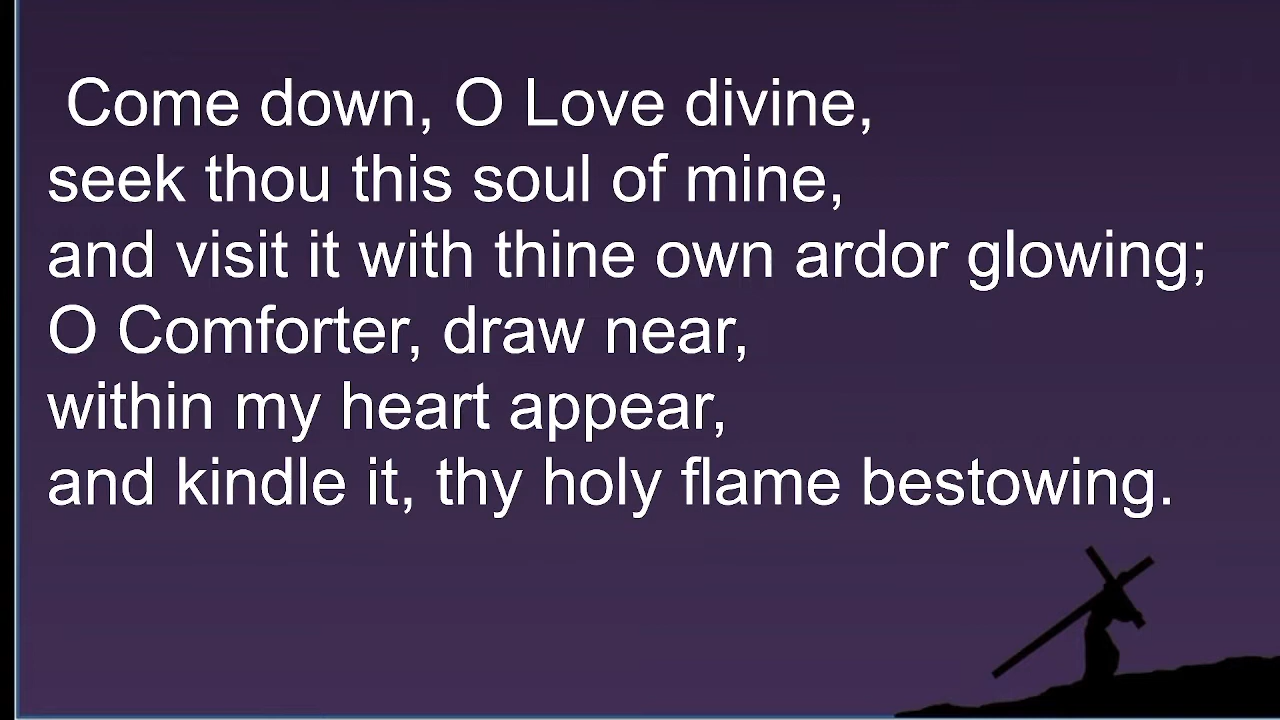 Come down, O Love divine,
seek thou this soul of mine,
and visit it with thine own ardor glowing;
O Comforter, draw near,
within my heart appear,
and kindle it, thy holy flame bestowing.